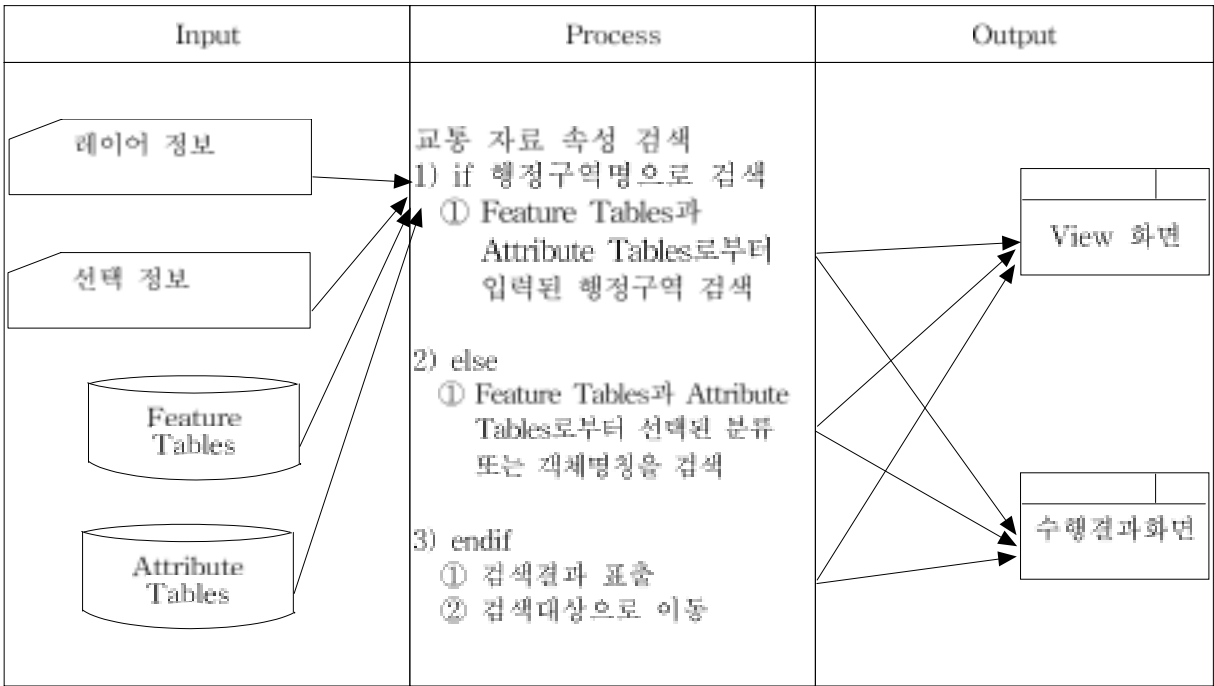 Input
Process
Output
레이어 정보
선택 정보
Feature
Tables
Attribute
Tables
교통 자료 속성 검색
1) if 행정구역명으로 검색
① Feature Tables과
Attribute Tables로부터
입력된 행정구역 검색
2) else
① Feature Tables과 Attribute
Tables로부터 선택된 분류
또는 객체명칭을 검색
3) endif
① 검색결과 표출
② 검색대상으로 이동
View 화면
수행결과화면